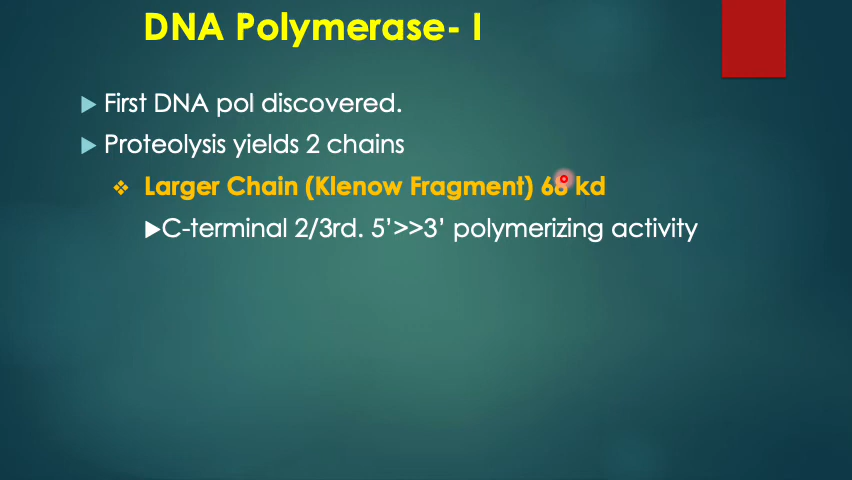 DNA Polymerase- I
First DNA pol discovered.
Proteolysis yields 2 chains
Larger Chain (Klenow Fragment) 68 kd
C-terminal 2/3rd. 5'>>3' polymerizing activity